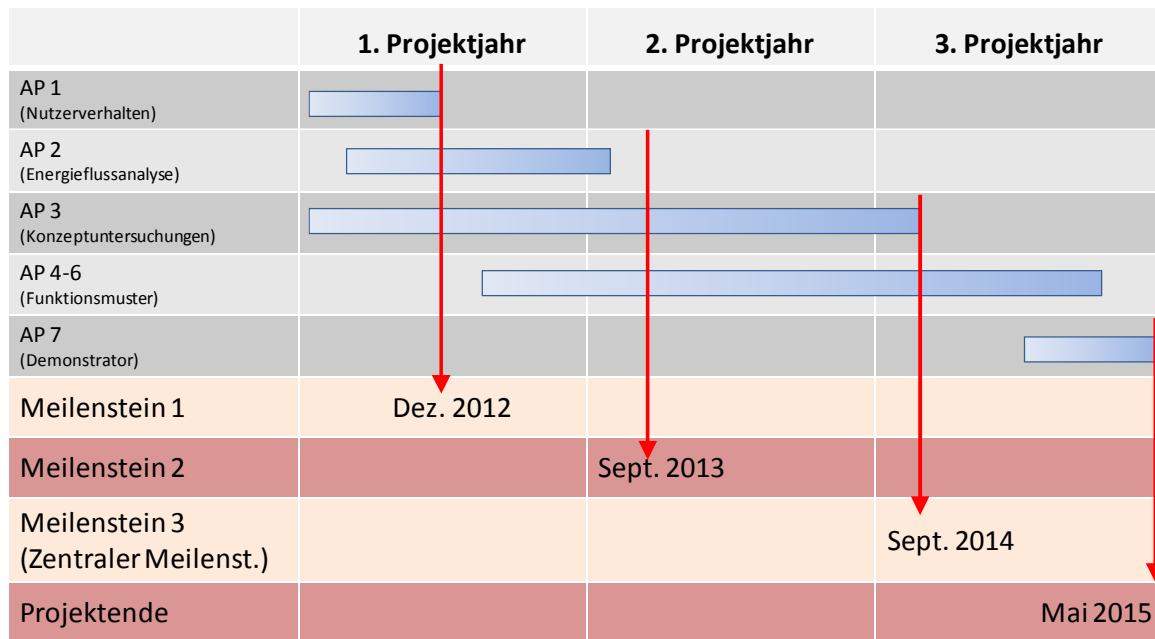 1. Projektjahr 2. Projektjahr 3. Projektjahr
AP 1
(Nutzerverhalten)
AP 2
(Energieflussanalyse)
AP 3
(Konzeptuntersuchungen)
AP 4-6
(Funktionsmuster)
AP 7
(Demonstrator)
Meilenstein 1 Dez. 2012
Meilenstein 2 Sept. 2013
Meilenstein 3
(Zentraler Meilenst.) Sept. 2014
Projektende Mai 2015